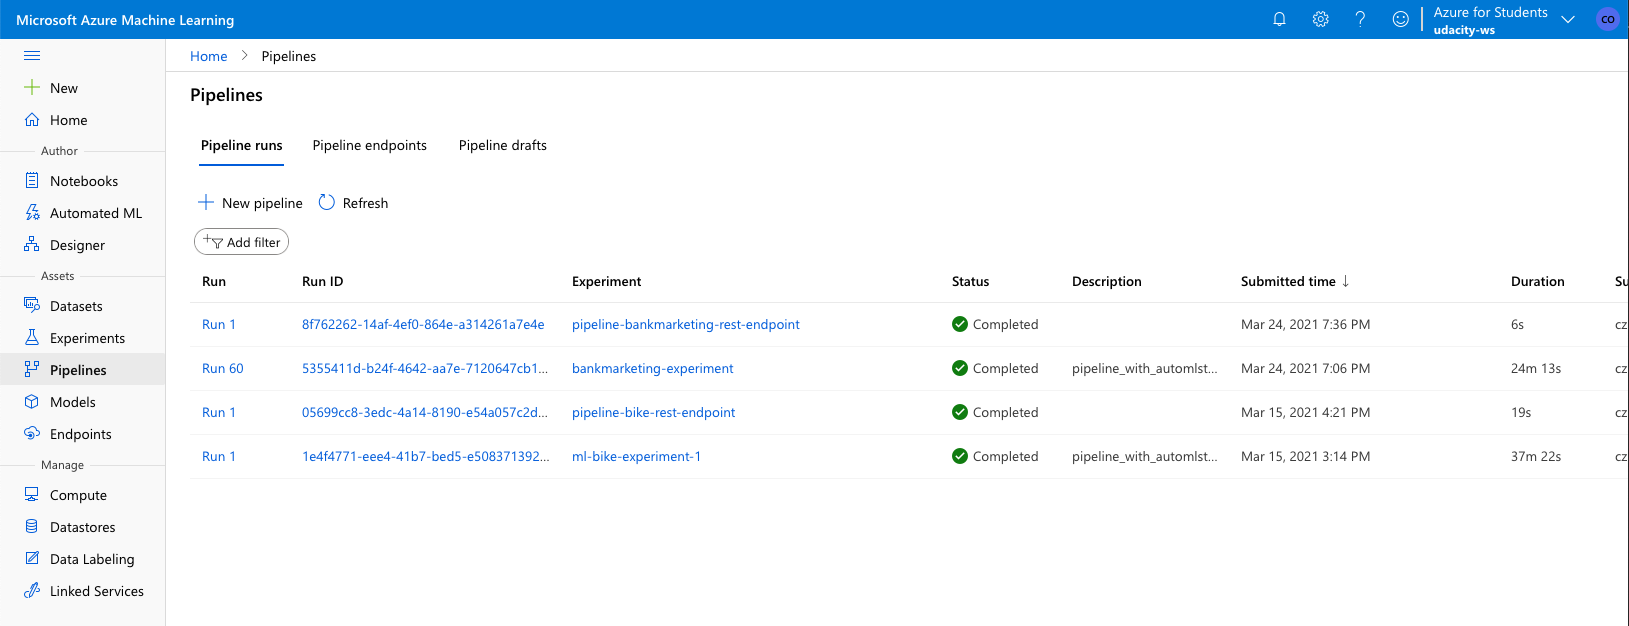 Microsoft Azure Machine Learning
Azure for Students
udacity-ws
CO
New
Home
Author
Notebooks
Automated ML
Designer
Assets
Datasets
Experiments
Pipelines
Models
Endpoints
Manage
Compute
Datastores
Data Labeling
Linked Services
Home > Pipelines
Pipelines
Pipeline runs Pipeline endpoints Pipeline drafts
New pipeline Refresh
Add filter
Run Run ID Experiment Status Description Submitted time ↓ Duration Su
Run 1 8f762262-14af-4ef0-864e-a314261a7e4e pipeline-bankmarketing-rest-endpoint Completed Mar 24, 2021 7:36 PM 6s cz
Run 60 5355411d-b24f-4642-aa7e-7120647cb1... bankmarketing-experiment Completed pipeline_with_automlst... Mar 24, 2021 7:06 PM 24m 13s cz
Run 1 05699cc8-3edc-4a14-8190-e54a057c2d... pipeline-bike-rest-endpoint Completed Mar 15, 2021 4:21 PM 19s cz
Run 1 1e4f4771-eee4-41b7-bed5-e508371392... ml-bike-experiment-1 Completed pipeline_with_automlst... Mar 15, 2021 3:14 PM 37m 22s cz